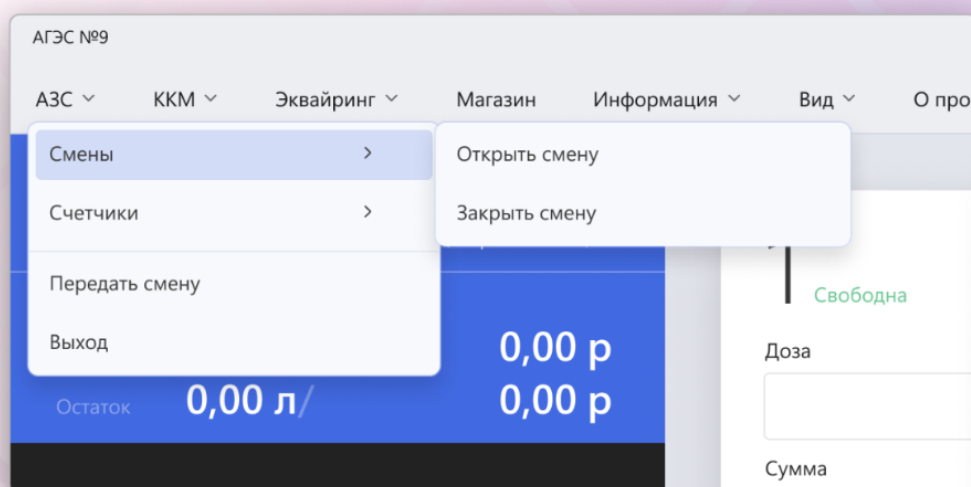 АГЭС №9
АЗС ККМ Эквайринг Магазин Информация Вид О про
Смены
Открыть смену
Счетчики
Закрыть смену
Передать смену
Свободна
Выход
0,00 р
Доза
Остаток 0,00 л/ 0,00 р
Сумма